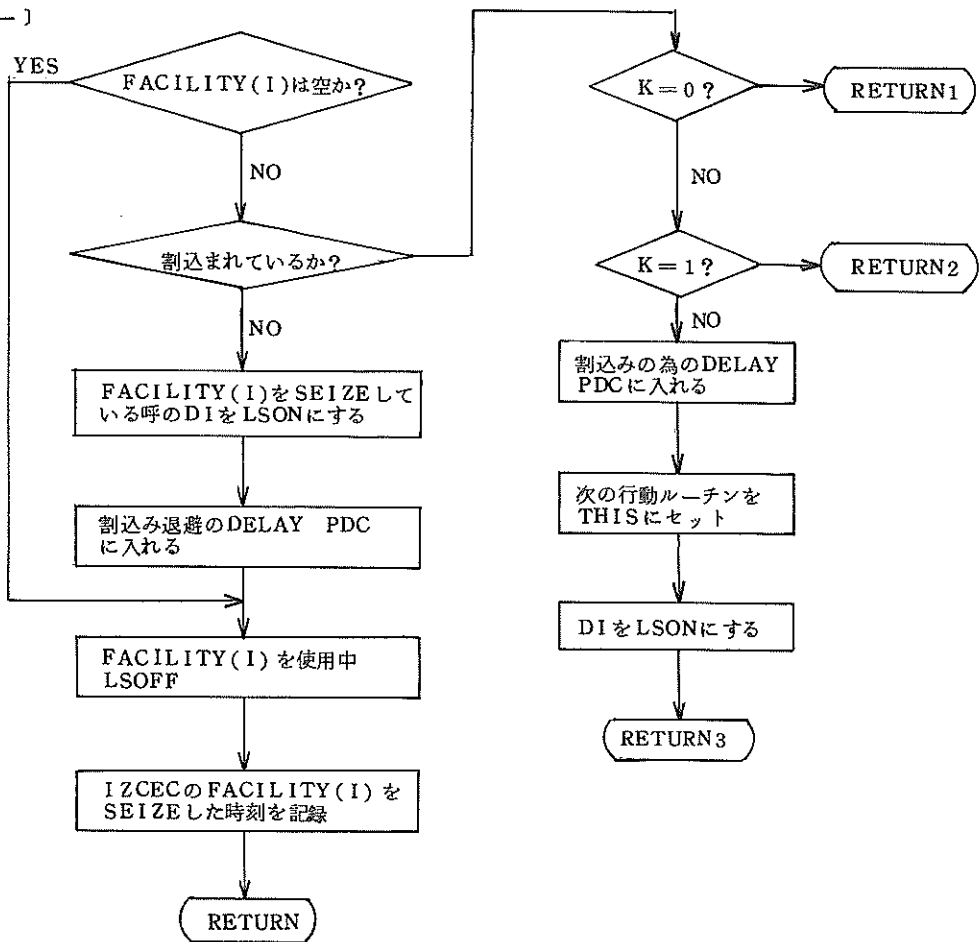 — 〕
YES
FACILITY(I)は空か?
NO
割込まれているか?
NO
FACILITY(I)をSEIZEして
いる呼のDIをLSONにする
割込み退避のDELAY PDC
に入れる
FACILITY(I)を使用中
LSOFF
IZCECのFACILITY(I)を
SEIZEした時刻を記録
RETURN
K=0?
RETURN1
NO
K=1?
RETURN2
NO
割込みの為のDELAY
PDCに入れる
次の行動ルーチンを
THISにセット
DIをLSONにする
RETURN3